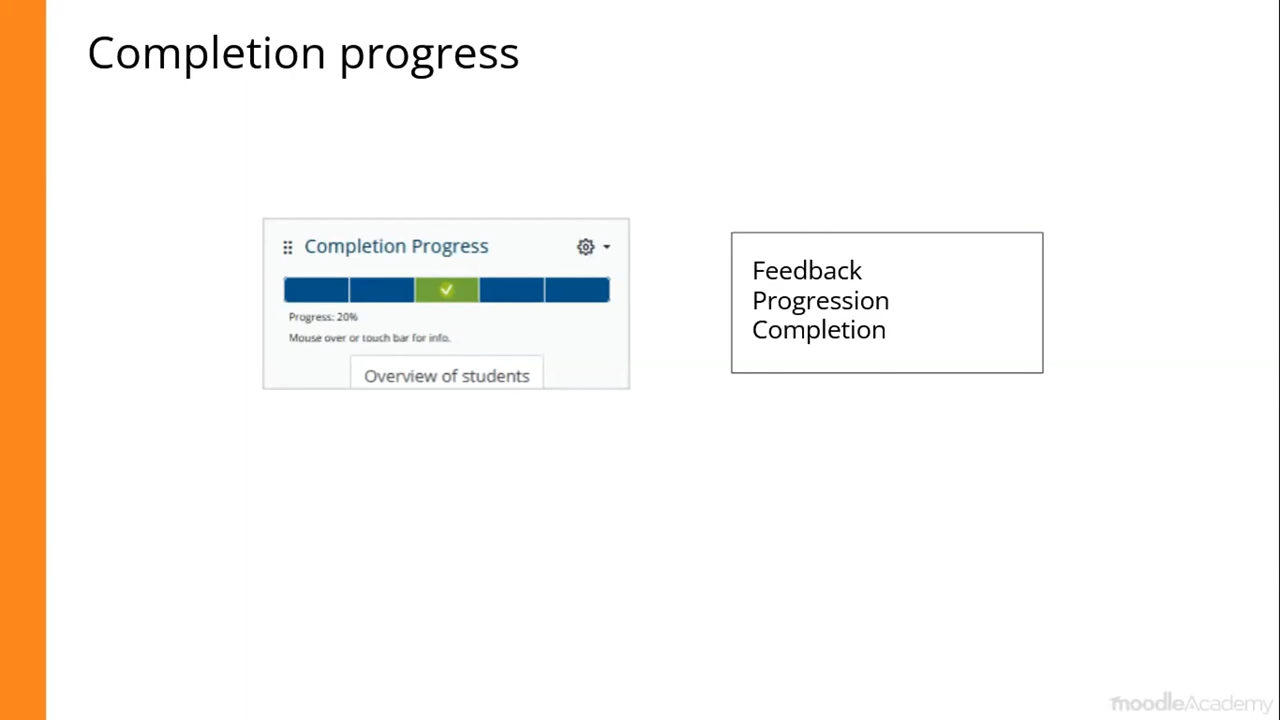 Completion progress
Completion Progress
Progress: 20%
Mouse over or touch bar for info.
Overview of students
Feedback
Progression
Completion
moodleAcademy